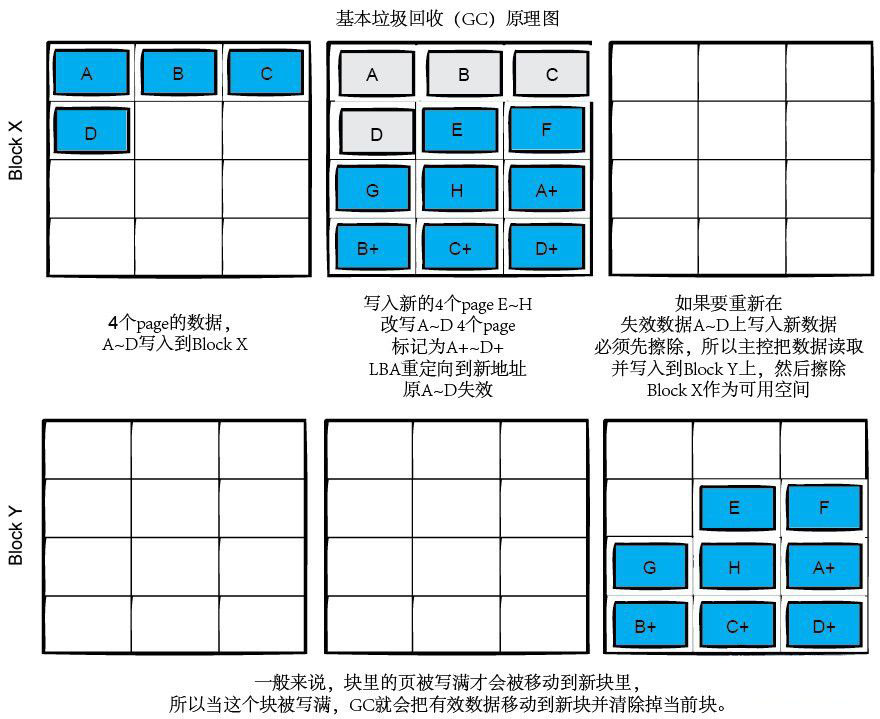 基本垃圾回收（GC）原理图
Block X
A B C
D
A B C
D E F
G H A+
B+ C+ D+
4个page的数据，
A~D写入到Block X
写入新的4个page E~H
改写A~D 4个page
标记为A+~D+
LBA重定向到新地址
原A~D失效
如果要重新在
失效数据A~D上写入新数据
必须先擦除，所以主控把数据读取
并写入到Block Y上，然后擦除
Block X作为可用空间
Block Y
E F
G H A+
B+ C+ D+
一般来说，块里的页被写满才会被移动到新块里，
所以当这个块被写满，GC就会把有效数据移动到新块并清除掉当前块。